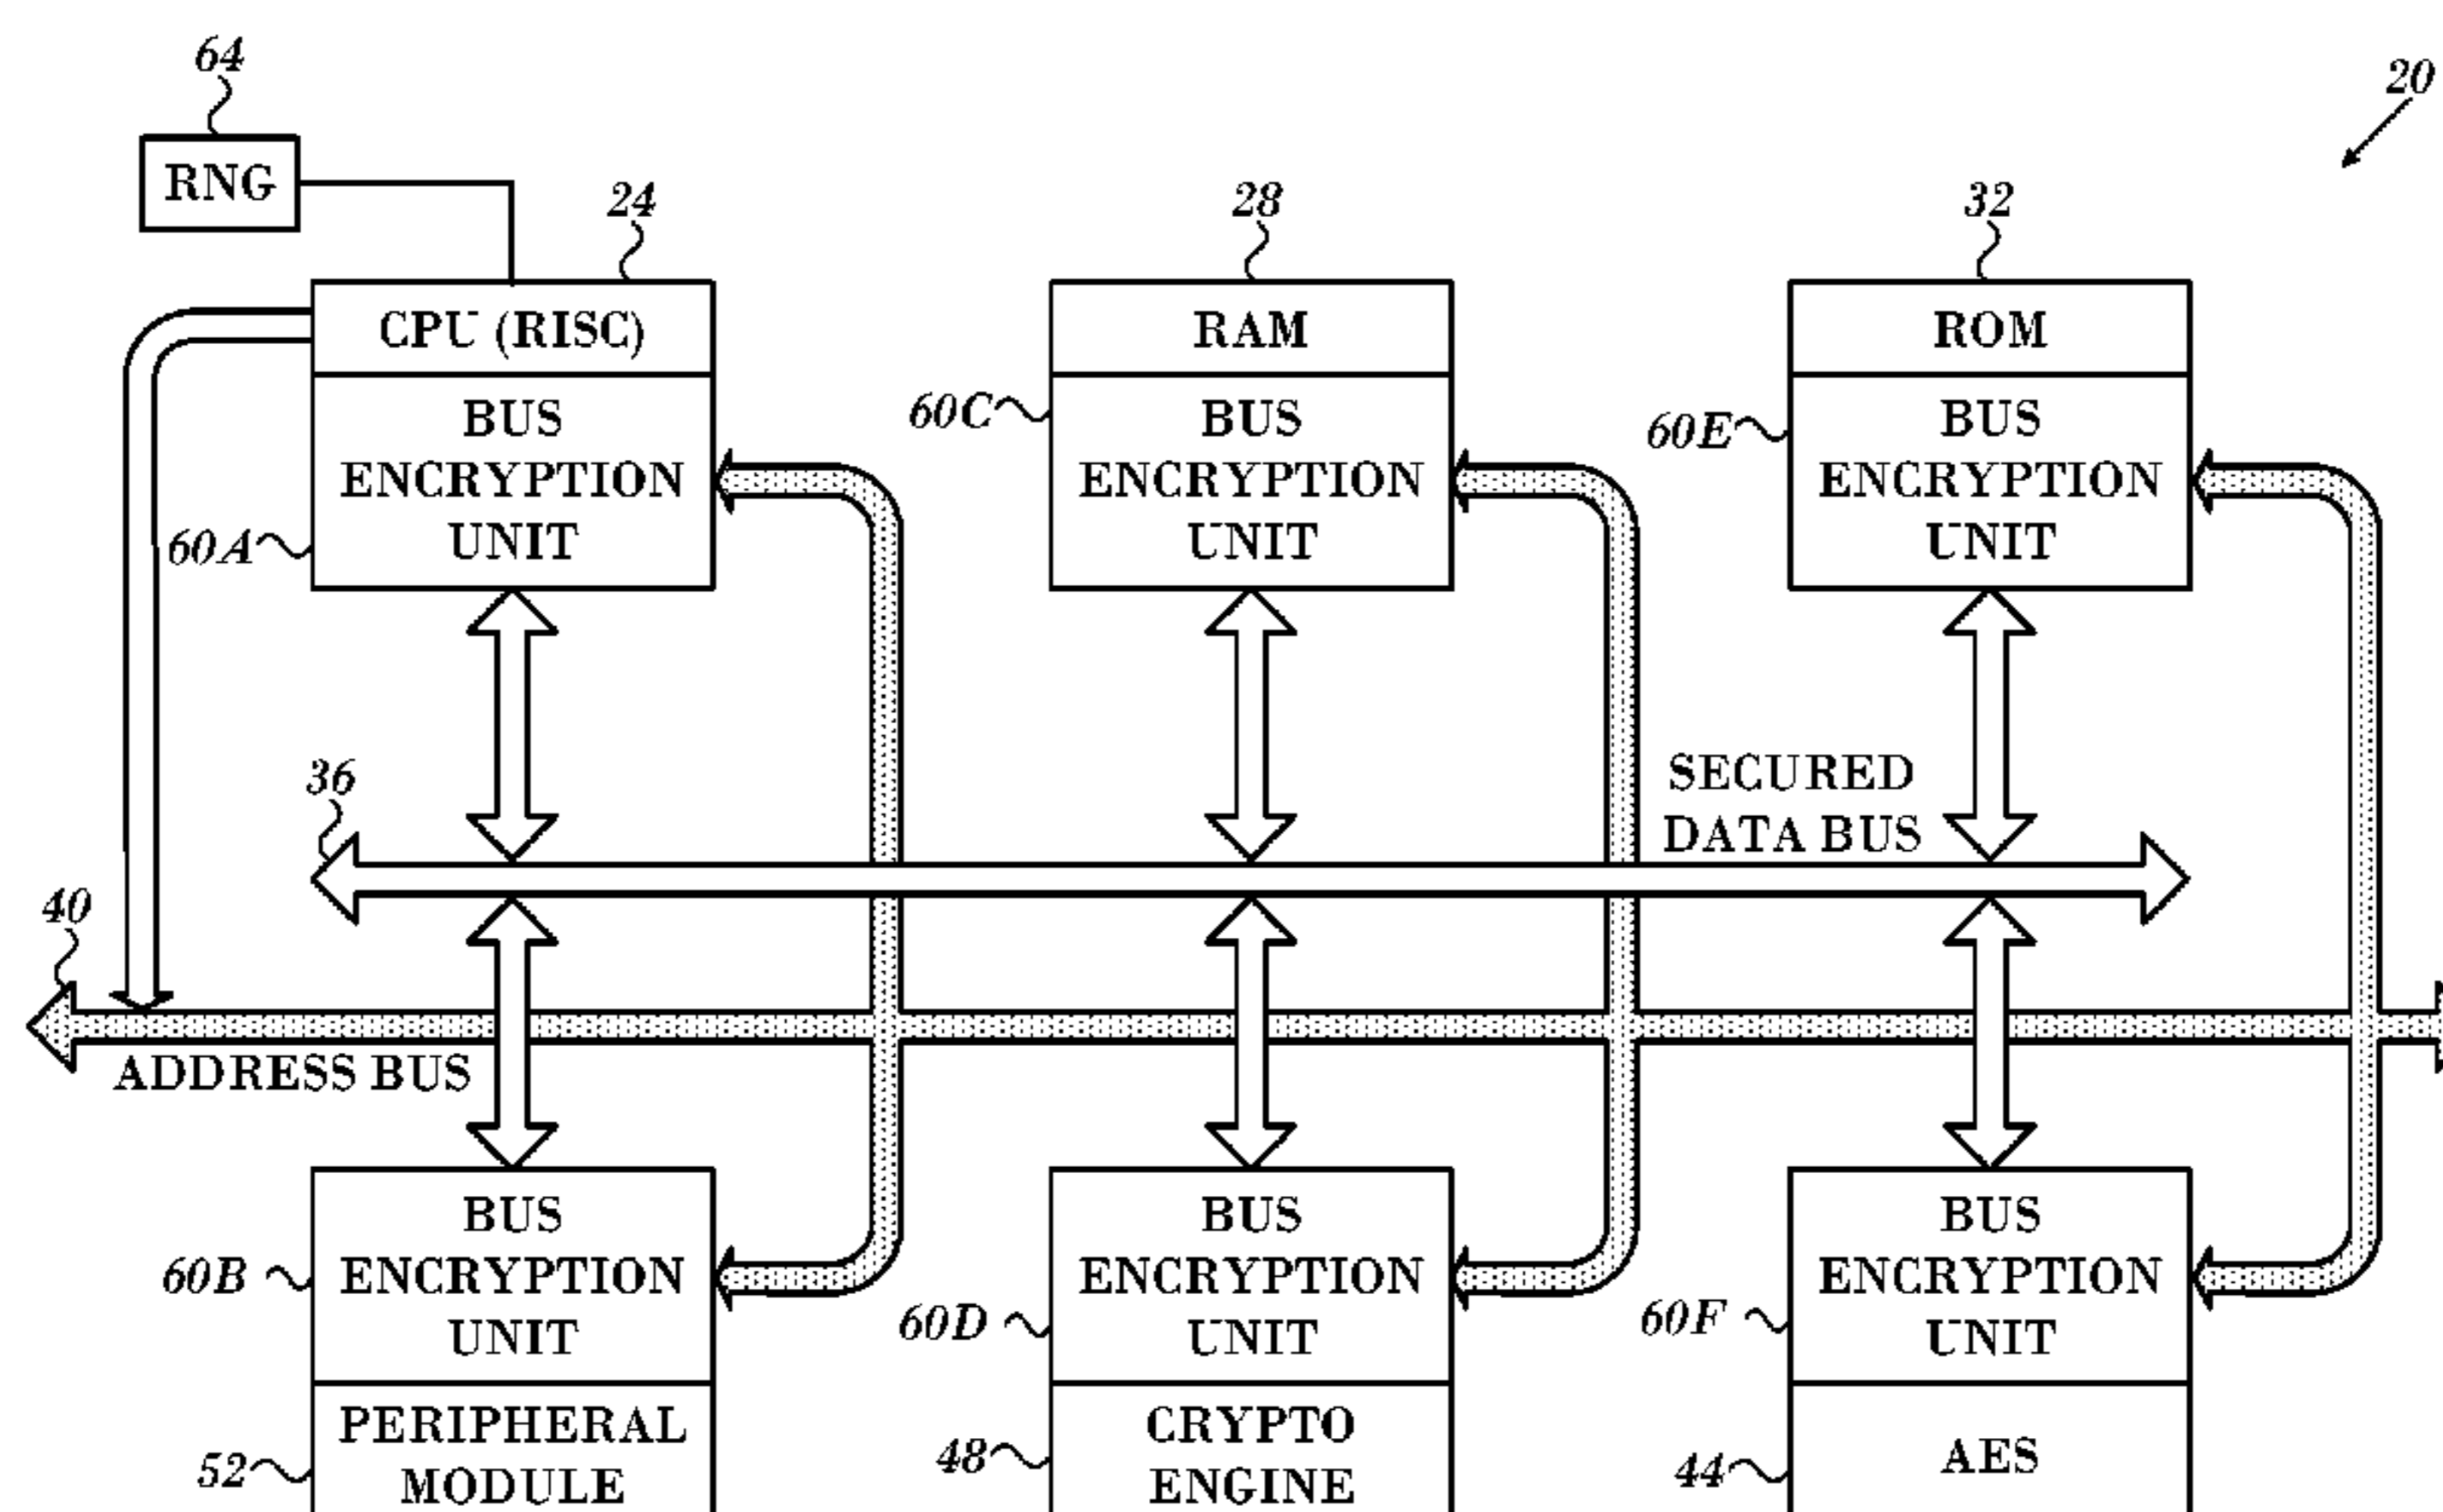 64
20
RNG
24
28
32
CPU (RISC)
RAM
ROM
60C
60E
BUS
ENCRYPTION
UNIT
BUS
ENCRYPTION
UNIT
BUS
ENCRYPTION
UNIT
60A
36
SECURED
DATA BUS
40
ADDRESS BUS
60B
BUS
ENCRYPTION
UNIT
60D
BUS
ENCRYPTION
UNIT
60F
BUS
ENCRYPTION
UNIT
52
PERIPHERAL
MODULE
48
CRYPTO
ENGINE
44
AES